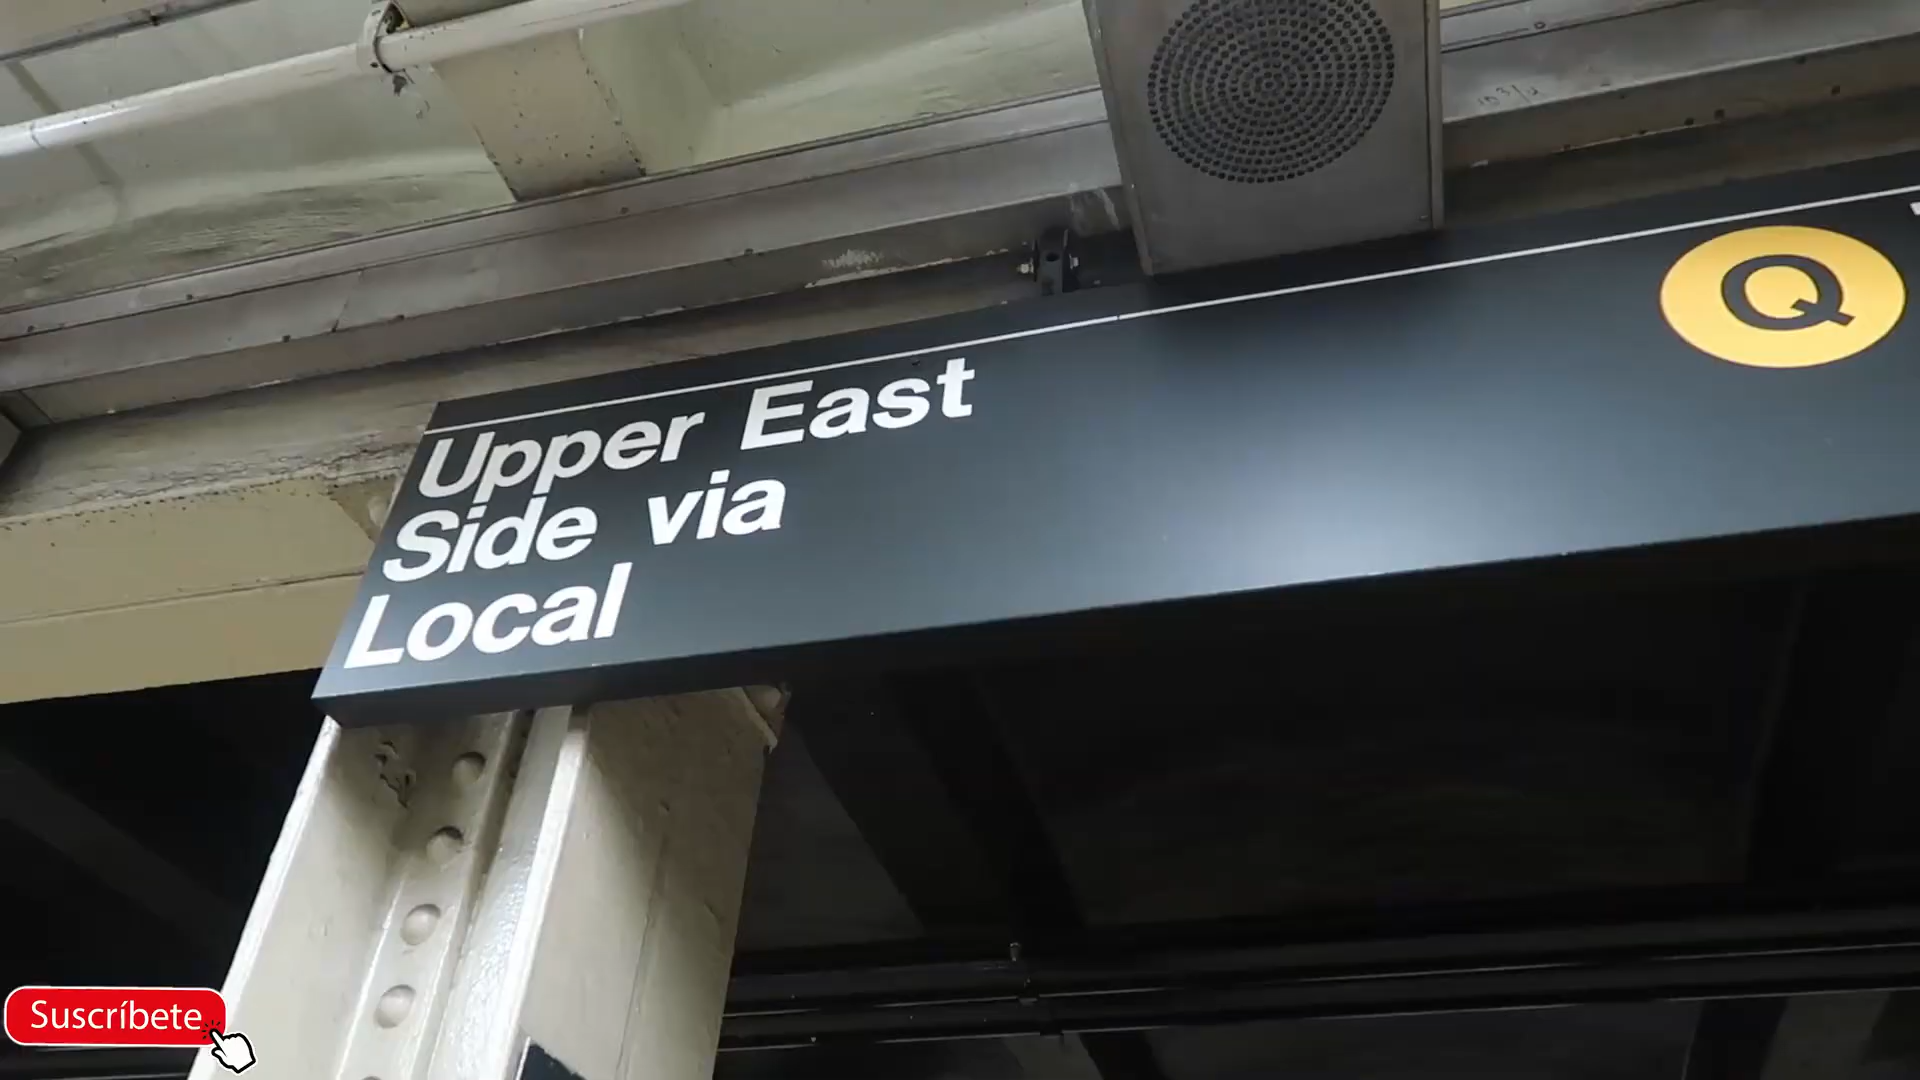 Upper East
Side via
Local
Q
Suscríbete